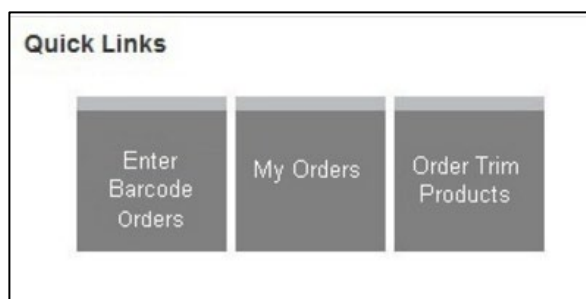 Quick Links
Enter
Barcode
Orders
My Orders
Order Trim
Products